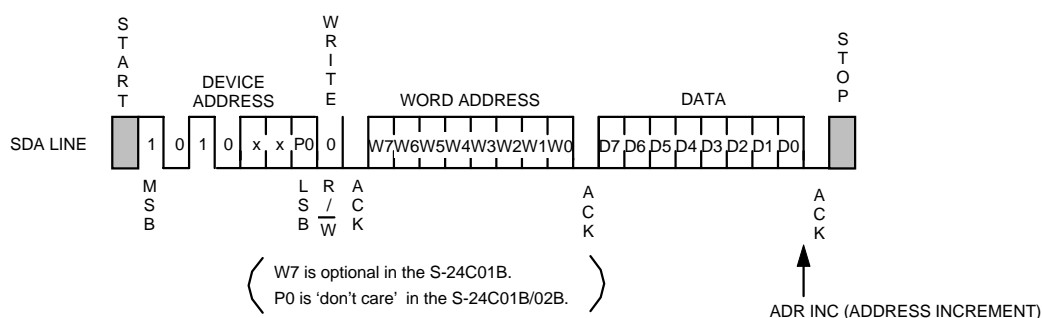 START
WRITE
STOP
DEVICE
ADDRESS
WORD ADDRESS
DATA
SDA LINE
1 0 1 0 x x P0 0
W7 W6 W5 W4 W3 W2 W1 W0
D7 D6 D5 D4 D3 D2 D1 D0
MSB
LSB
R/W
ACK
ACK
ACK
W7 is optional in the S-24C01B.
P0 is ‘don’t care’ in the S-24C01B/02B.
ADR INC (ADDRESS INCREMENT)